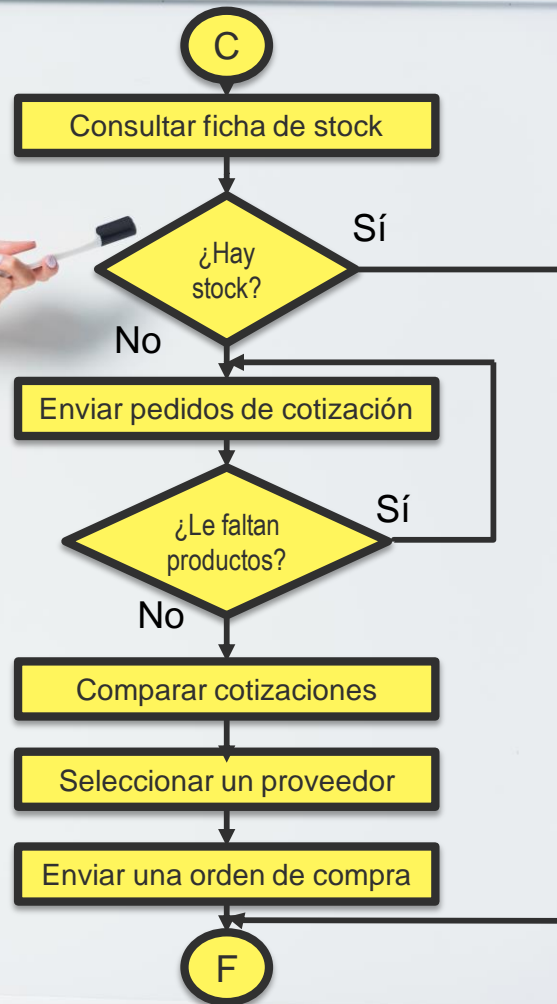 C
Consultar ficha de stock
¿Hay
stock?
Sí
No
Enviar pedidos de cotización
¿Le faltan
productos?
Sí
No
Comparar cotizaciones
Seleccionar un proveedor
Enviar una orden de compra
F